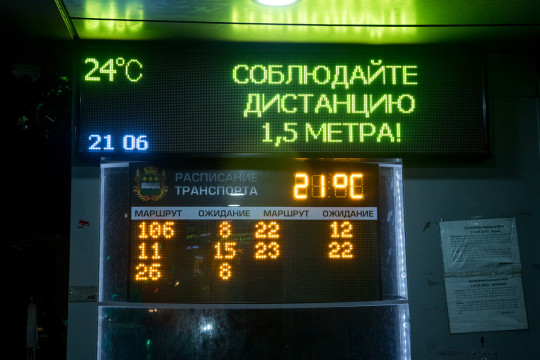 24°C
СОБЛЮДАЙТЕ
ДИСТАНЦИЮ
1,5 МЕТРА!
21 06
РАСПИСАНИЕ
ТРАНСПОРТА
21°C
МАРШРУТ ОЖИДАНИЕ МАРШРУТ ОЖИДАНИЕ
106 8 22 12
11 15 23 22
26 8